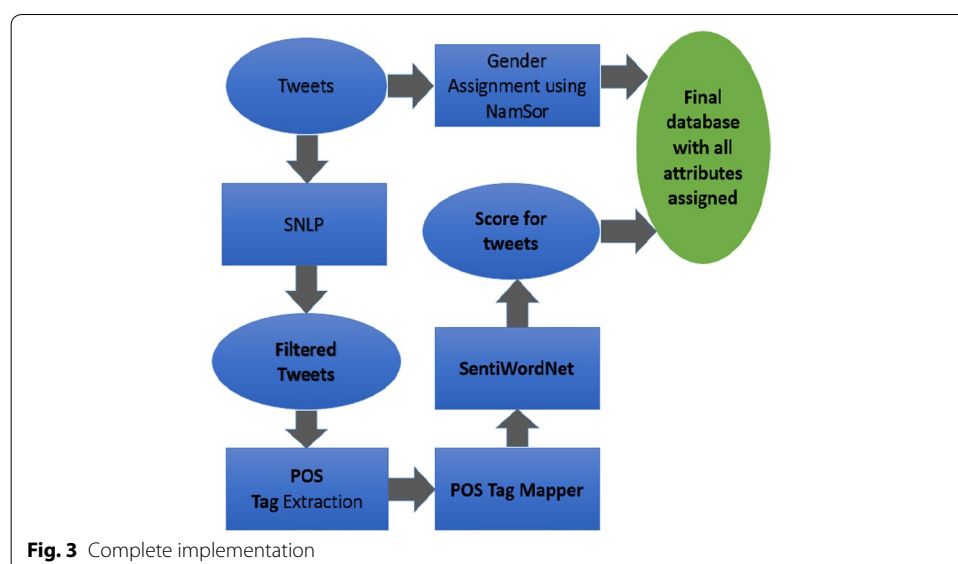 Tweets
Gender
Assignment using
NamSor
Final
database
with all
attributes
assigned
SNLP
Score for
tweets
Filtered
Tweets
SentiWordNet
POS
Tag Extraction
POS Tag Mapper
Fig. 3 Complete implementation